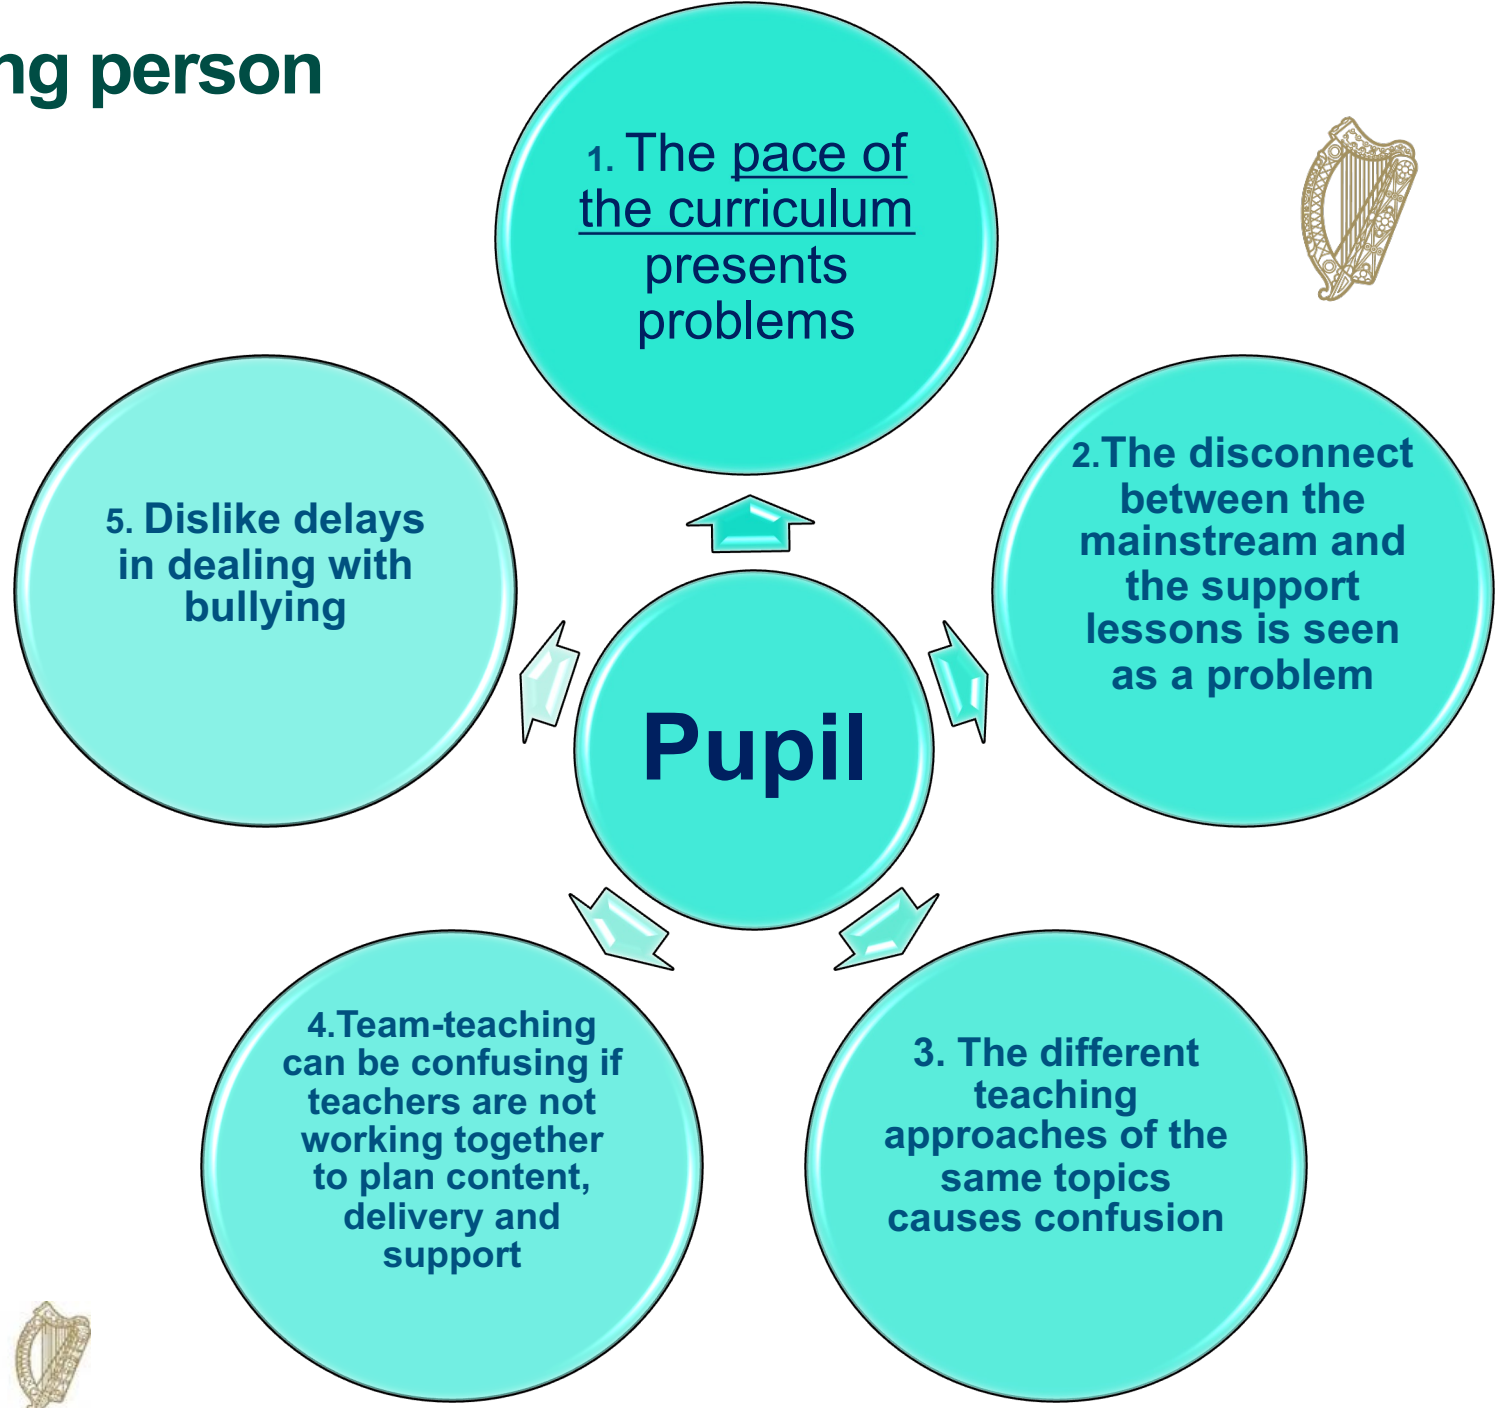 ng person
1. The pace of
the curriculum
presents
problems
2.The disconnect
between the
mainstream and
the support
lessons is seen
as a problem
3. The different
teaching
approaches of the
same topics
causes confusion
4.Team-teaching
can be confusing if
teachers are not
working together
to plan content,
delivery and
support
5. Dislike delays
in dealing with
bullying
Pupil